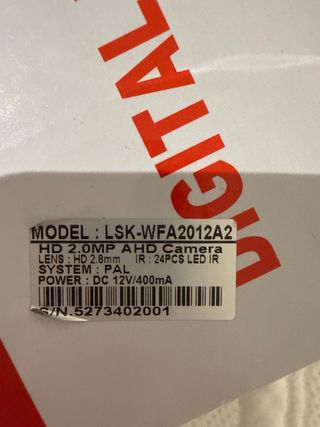 DIGITAL
MODEL : LSK-WFA2012A2
HD 2.0MP AHD Camera
LENS : HD 2.8mm IR : 24PCS LED IR
SYSTEM : PAL
POWER : DC 12V/400mA
S/N.5273402001